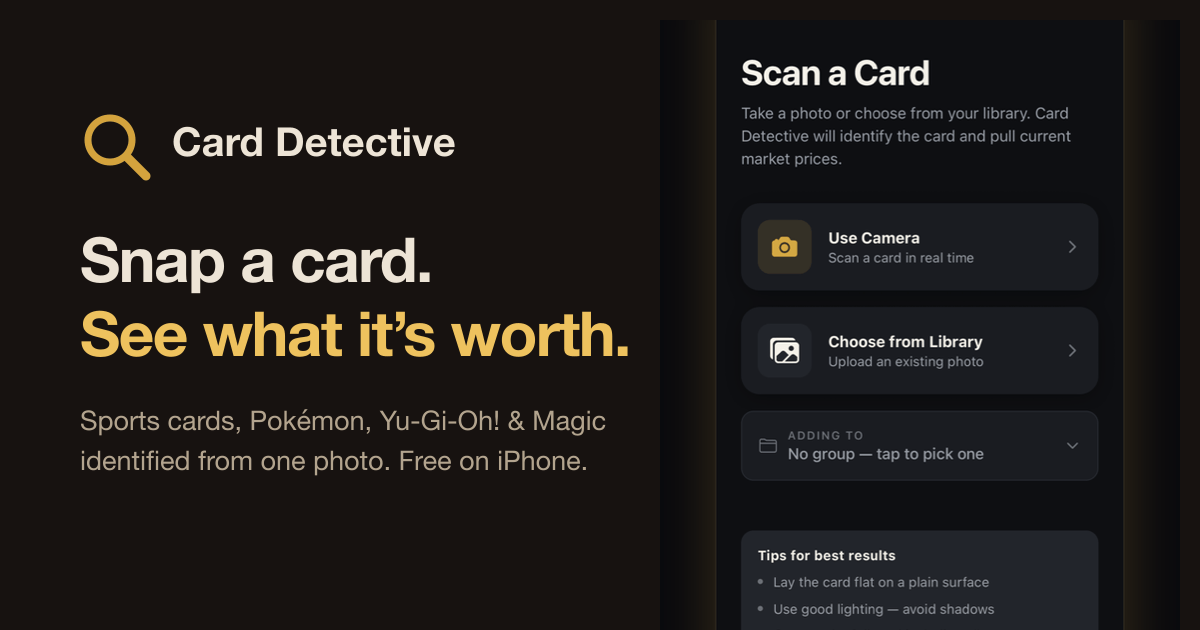 Card Detective
Snap a card.
See what it’s worth.
Sports cards, Pokémon, Yu-Gi-Oh! & Magic
identified from one photo. Free on iPhone.
Scan a Card
Take a photo or choose from your library. Card
Detective will identify the card and pull current
market prices.
Use Camera
Scan a card in real time
Choose from Library
Upload an existing photo
ADDING TO
No group — tap to pick one
Tips for best results
• Lay the card flat on a plain surface
• Use good lighting — avoid shadows